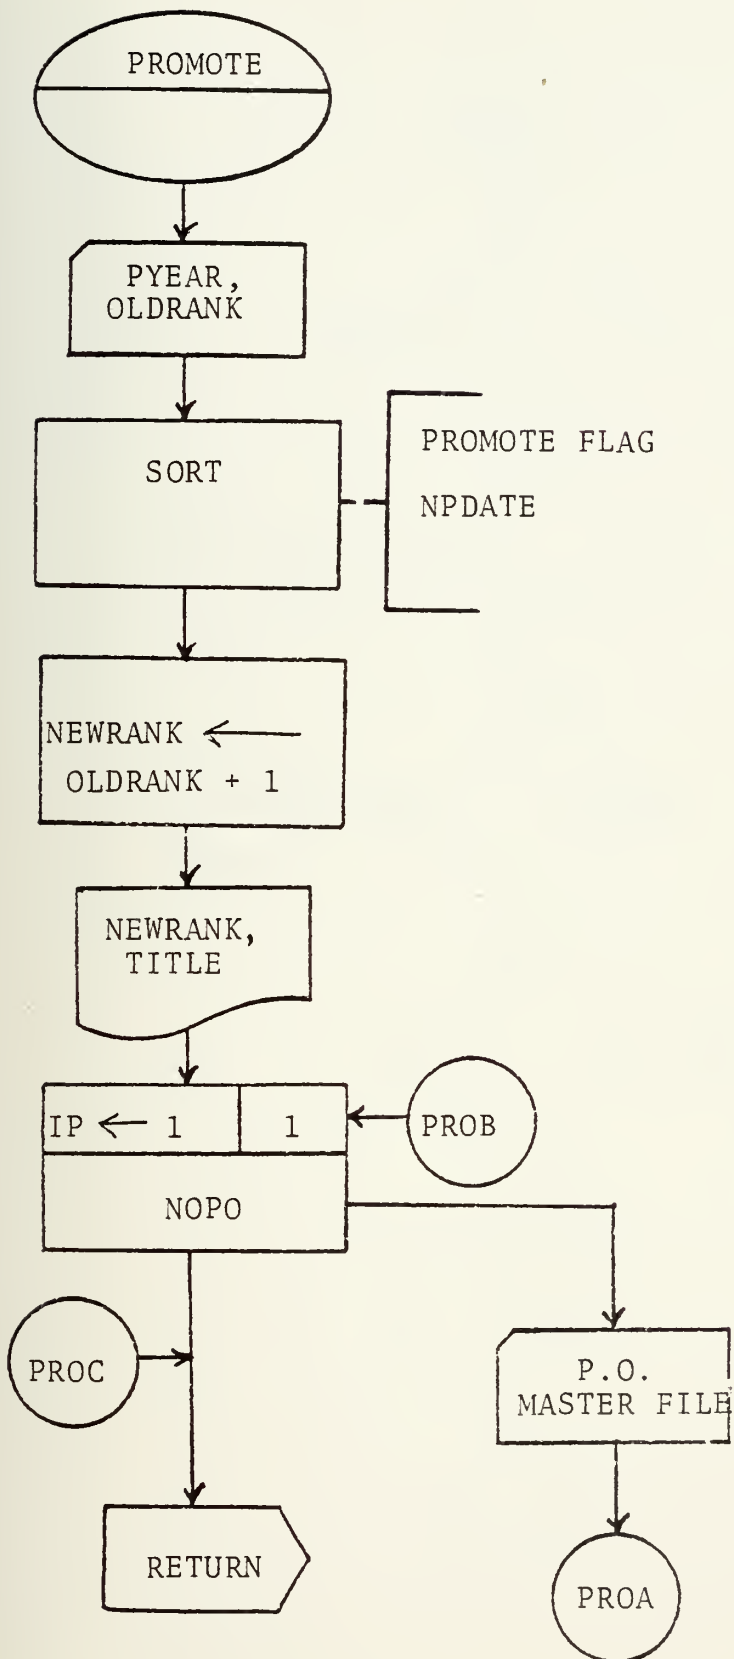 PROMOTE
PYEAR,
OLDRANK
SORT
PROMOTE FLAG
NPDATE
NEWRANK ←
OLDRANK + 1
NEWRANK,
TITLE
IP ← 1 1
PROB
NOPO
PROC
P.O.
MASTER FILE
RETURN
PROA